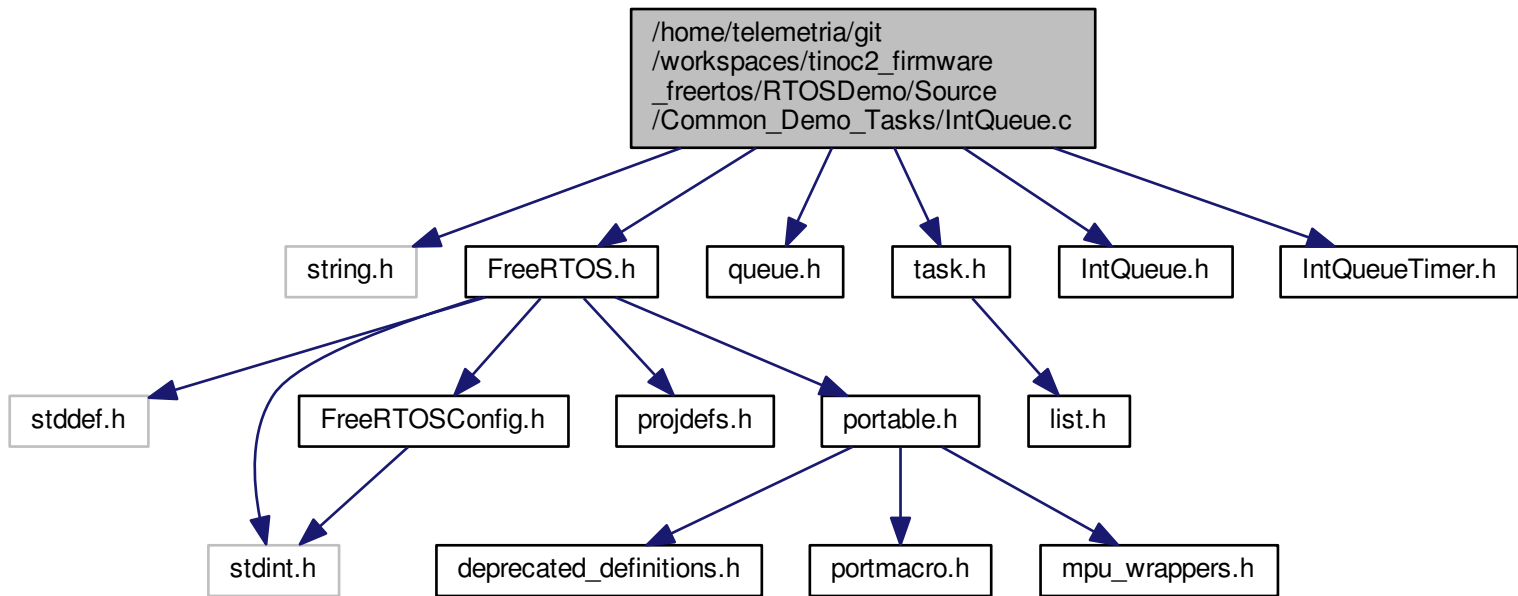 /home/telemetria/git
/workspaces/tinoc2_firmware
_freertos/RTOSDemo/Source
/Common_Demo_Tasks/IntQueue.c
string.h
FreeRTOS.h
queue.h
task.h
IntQueue.h
IntQueueTimer.h
stddef.h
FreeRTOSConfig.h
projdefs.h
portable.h
list.h
stdint.h
deprecated_definitions.h
portmacro.h
mpu_wrappers.h